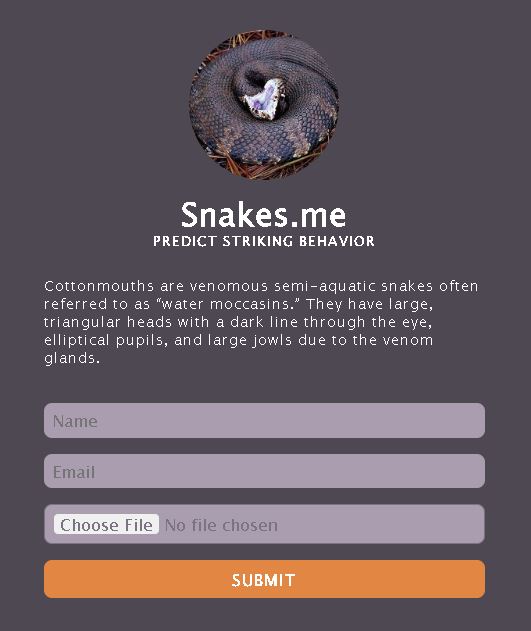 Snakes.me
PREDICT STRIKING BEHAVIOR
Cottonmouths are venomous semi-aquatic snakes often
referred to as “water moccasins.” They have large,
triangular heads with a dark line through the eye,
elliptical pupils, and large jowls due to the venom
glands.
Name
Email
Choose File No file chosen
SUBMIT